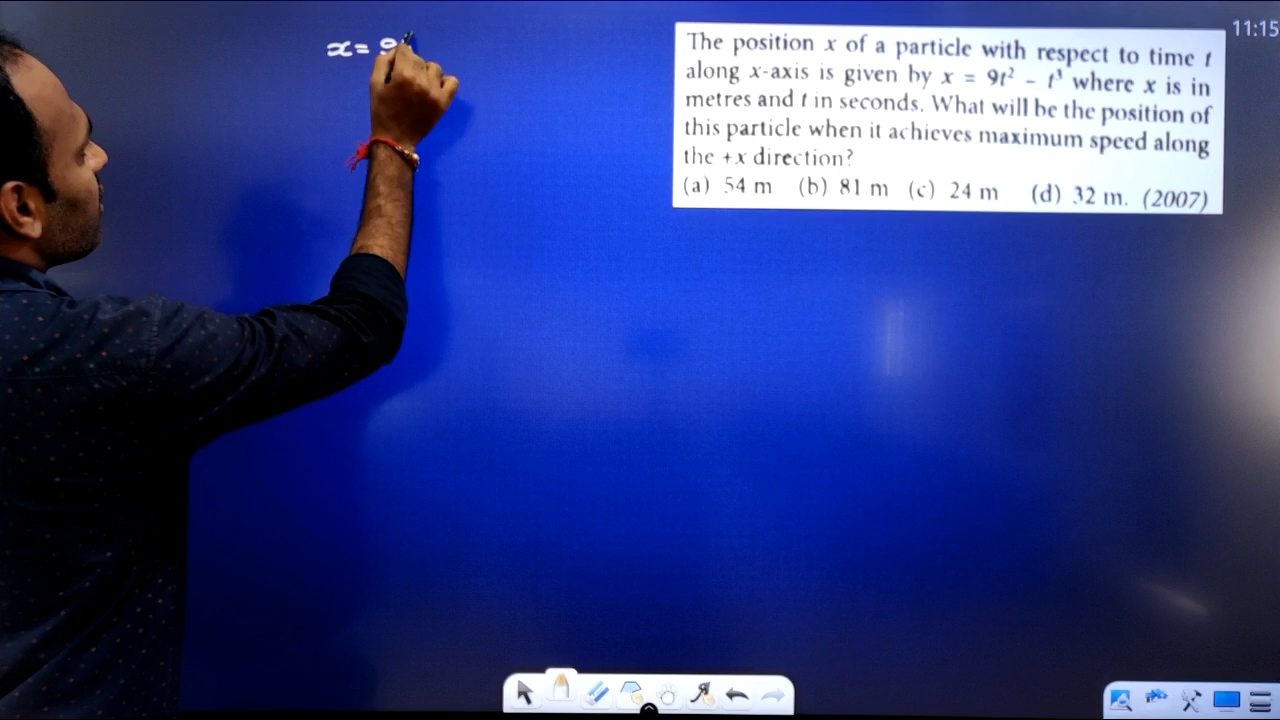 x = 9
11:15
The position x of a particle with respect to time t
along x-axis is given by x = 9t² - t³ where x is in
metres and t in seconds. What will be the position of
this particle when it achieves maximum speed along
the +x direction?
(a) 54 m (b) 81 m (c) 24 m (d) 32 m. (2007)